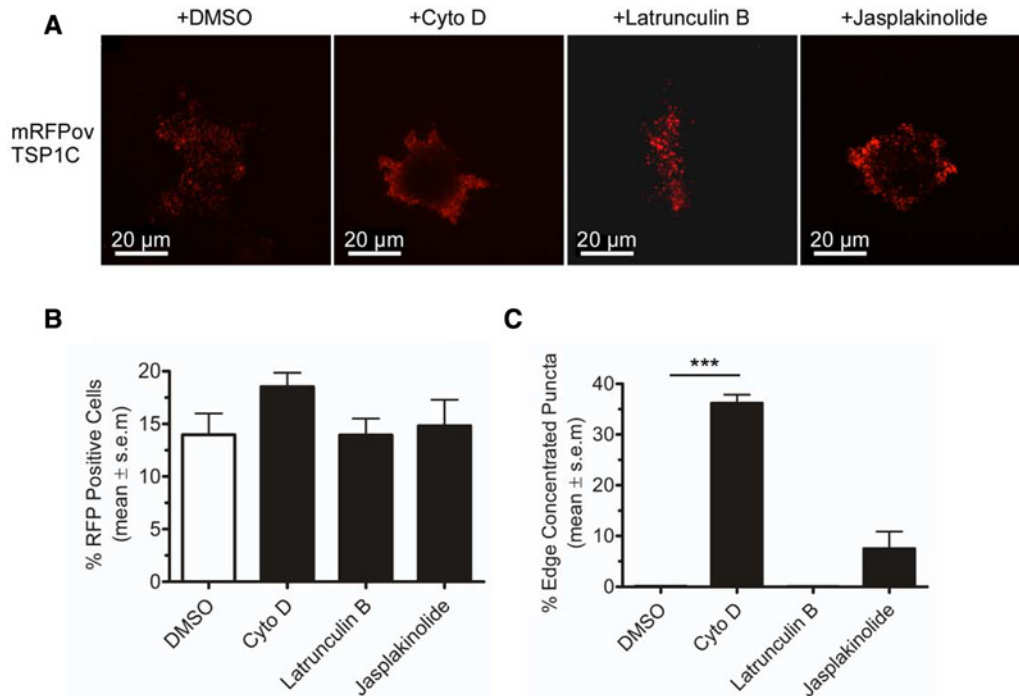 A
+DMSO
+Cyto D
+Latrunculin B
+Jasplakinolide
mRFPov
TSP1C
20 µm
20 µm
20 µm
20 µm
B
% RFP Positive Cells
(mean ± s.e.m)
20
15
10
5
0
DMSO
Cyto D
Latrunculin B
Jasplakinolide
C
% Edge Concentrated Puncta
(mean ± s.e.m)
40
30
20
10
0
***
DMSO
Cyto D
Latrunculin B
Jasplakinolide